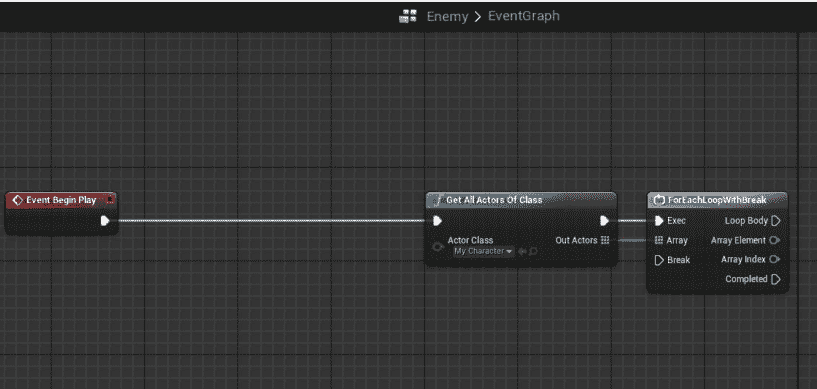 Enemy > EventGraph
Event Begin Play
Get All Actors Of Class
Actor Class
My Character
Out Actors
ForEachLoopWithBreak
Exec Loop Body
Array Array Element
Break Array Index
Completed